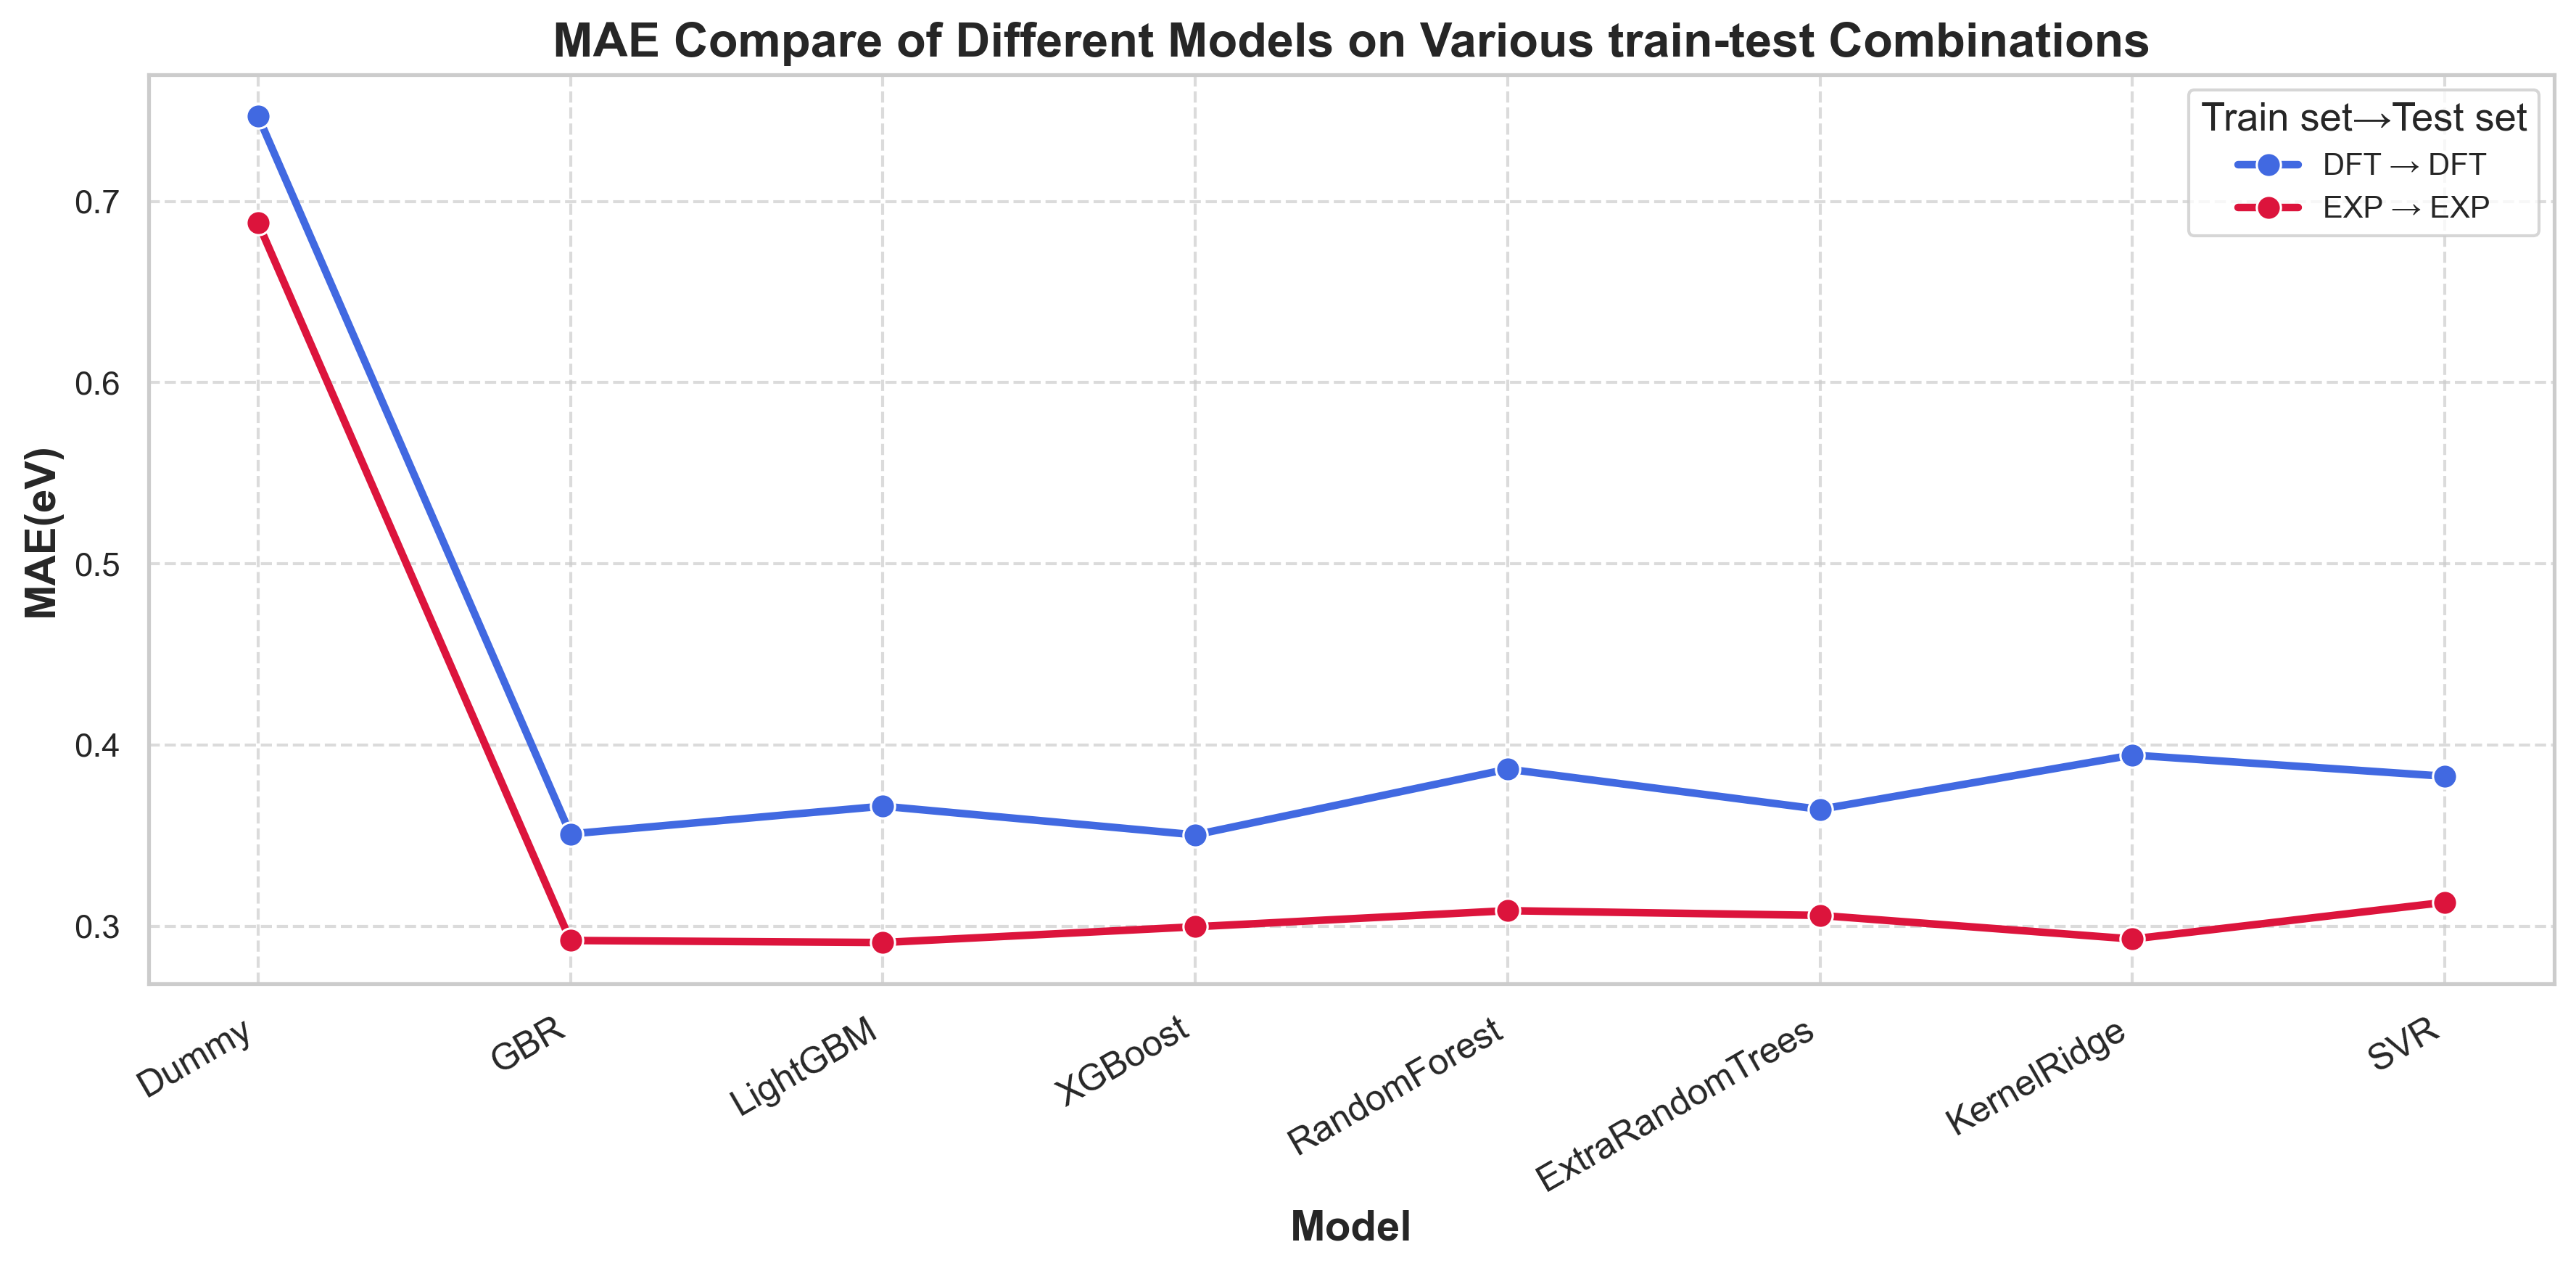 MAE Compare of Different Models on Various train-test Combinations
Train set→Test set
DFT → DFT
EXP → EXP
MAE(eV)
0.7
0.6
0.5
0.4
0.3
Dummy
GBR
LightGBM
XGBoost
RandomForest
ExtraRandomTrees
KernelRidge
SVR
Model